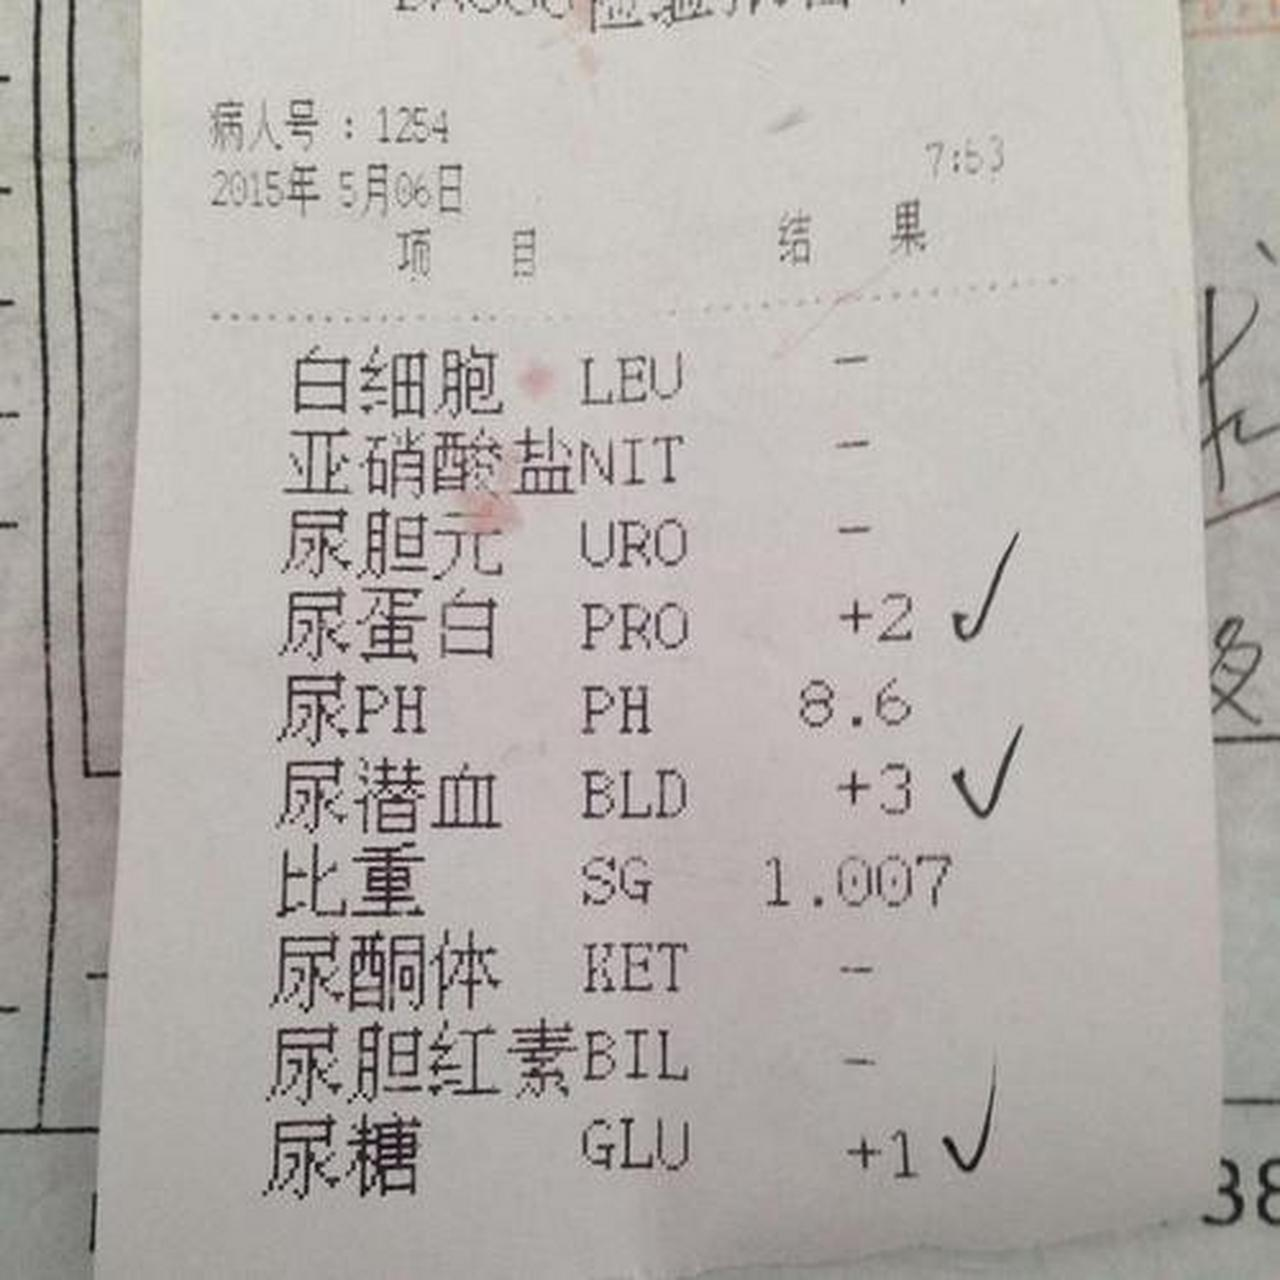 病人号：1254
2015年 5月06日 7:53
项 目 结 果
白细胞 LEU -
亚硝酸盐NIT -
尿胆元 URO -
尿蛋白 PRO +2
尿PH PH 8.6
尿潜血 BLD +3
比重 SG 1.007
尿酮体 KET -
尿胆红素BIL -
尿糖 GLU +1
38